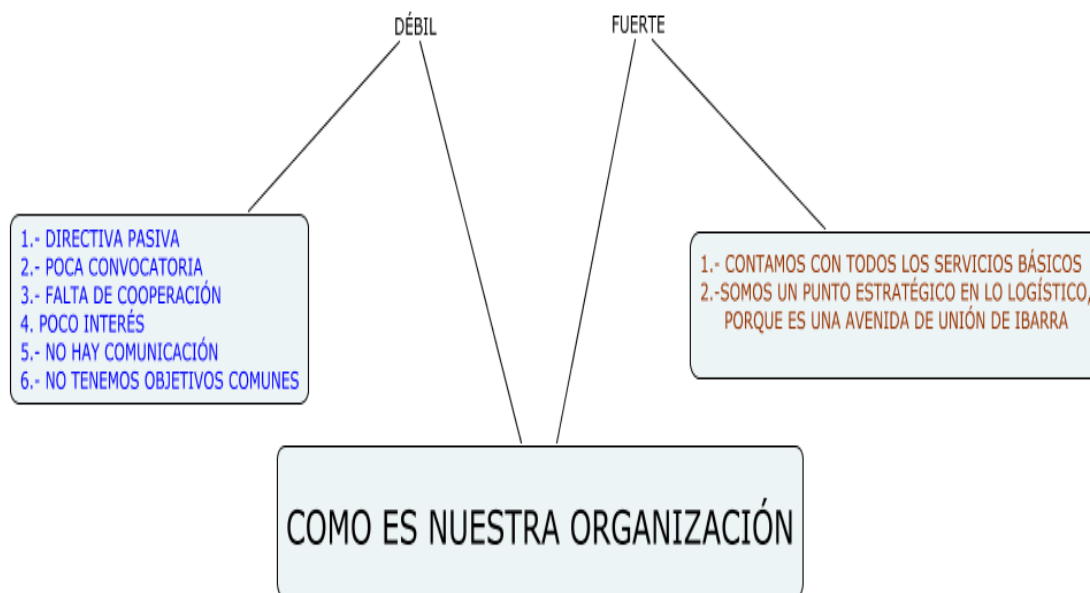 DÉBIL
FUERTE
1.- DIRECTIVA PASIVA
2.- POCA CONVOCATORIA
3.- FALTA DE COOPERACIÓN
4. POCO INTERÉS
5.- NO HAY COMUNICACIÓN
6.- NO TENEMOS OBJETIVOS COMUNES
1.- CONTAMOS CON TODOS LOS SERVICIOS BÁSICOS
2.-SOMOS UN PUNTO ESTRATÉGICO EN LO LOGÍSTICO,
PORQUE ES UNA AVENIDA DE UNIÓN DE IBARRA
COMO ES NUESTRA ORGANIZACIÓN